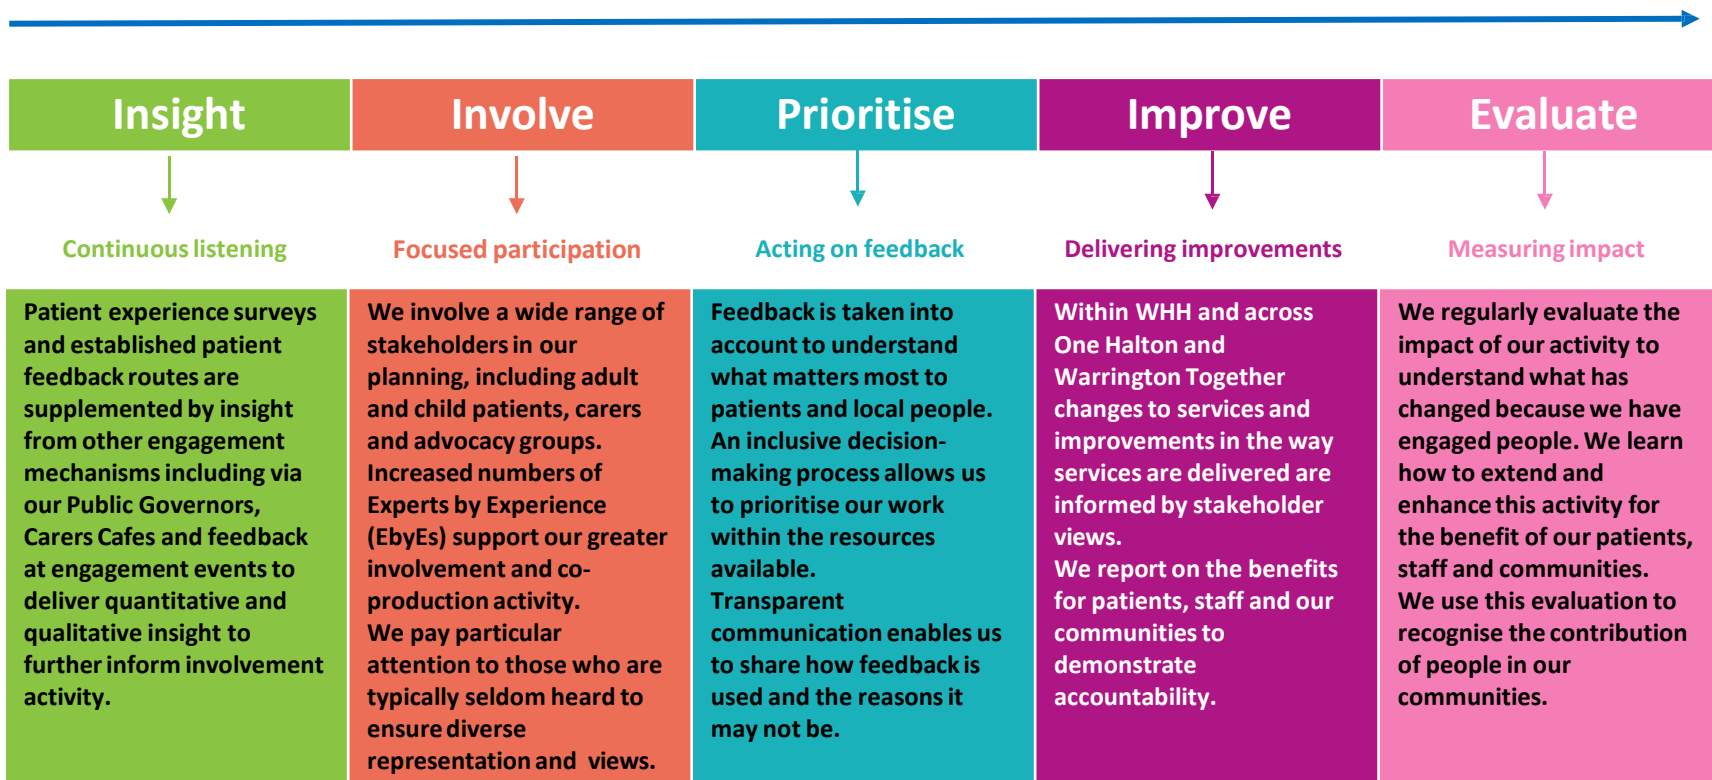 Insight
Involve
Prioritise
Improve
Evaluate
Continuous listening
Focused participation
Acting on feedback
Delivering improvements
Measuring impact
Patient experience surveys
and established patient
feedback routes are
supplemented by insight
from other engagement
mechanisms including via
our Public Governors,
Carers Cafes and feedback
at engagement events to
deliver quantitative and
qualitative insight to
further inform involvement
activity.
We involve a wide range of
stakeholders in our
planning, including adult
and child patients, carers
and advocacy groups.
Increased numbers of
Experts by Experience
(EbyEs) support our greater
involvement and co-
production activity.
We pay particular
attention to those who are
typically seldom heard to
ensure diverse
representation and views.
Feedback is taken into
account to understand
what matters most to
patients and local people.
An inclusive decision-
making process allows us
to prioritise our work
within the resources
available.
Transparent
communication enables us
to share how feedback is
used and the reasons it
may not be.
Within WHH and across
One Halton and
Warrington Together
changes to services and
improvements in the way
services are delivered are
informed by stakeholder
views.
We report on the benefits
for patients, staff and our
communities to
demonstrate
accountability.
We regularly evaluate the
impact of our activity to
understand what has
changed because we have
engaged people. We learn
how to extend and
enhance this activity for
the benefit of our patients,
staff and communities.
We use this evaluation to
recognise the contribution
of people in our
communities.